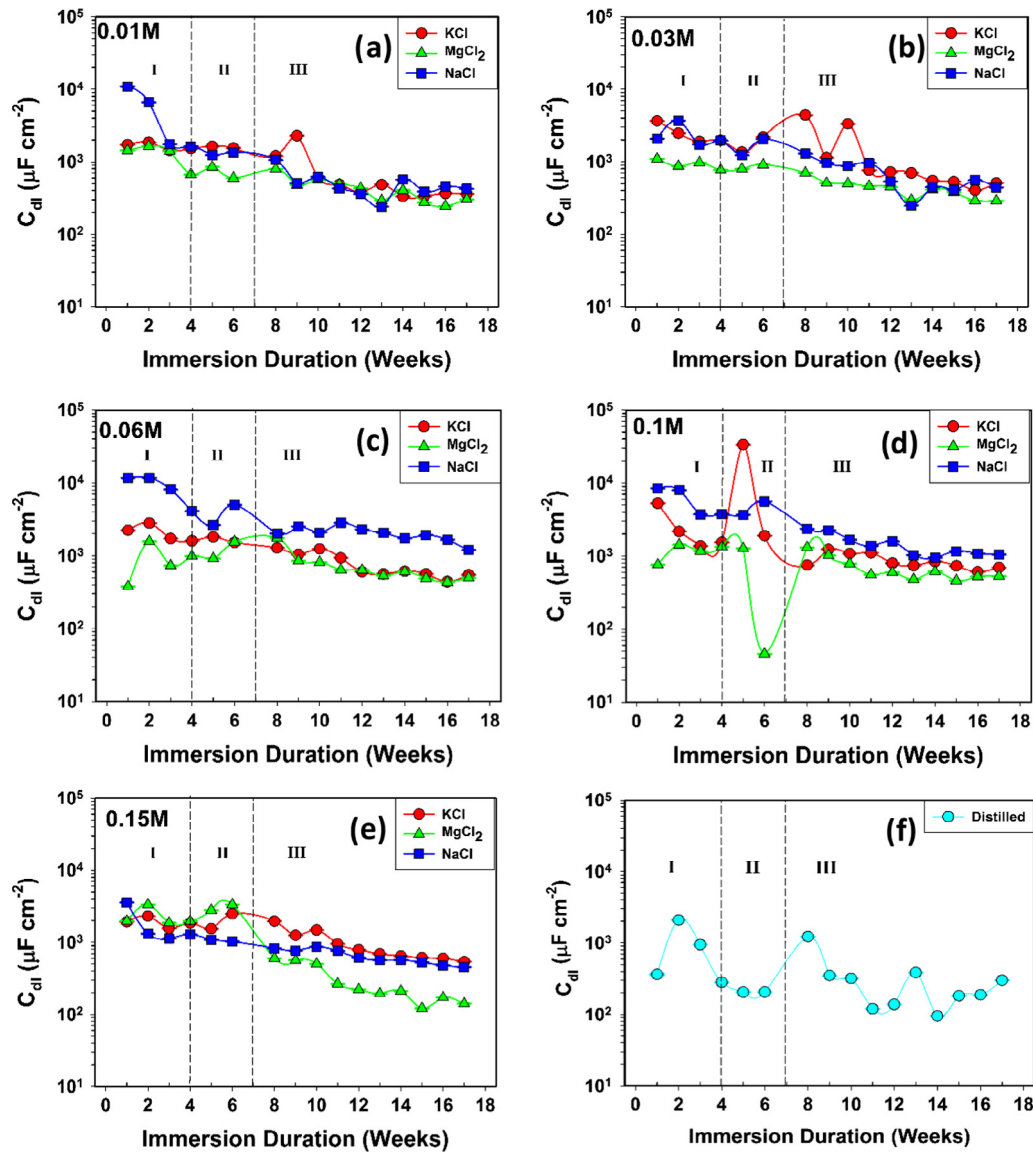 0.01M
(a)
KCl
MgCl₂
NaCl
I II III
10⁵
10⁴
10³
10²
10¹
C_dl (µF cm⁻²)
0 2 4 6 8 10 12 14 16 18
Immersion Duration (Weeks)
0.03M
(b)
KCl
MgCl₂
NaCl
I II III
10⁵
10⁴
10³
10²
10¹
C_dl (µF cm⁻²)
0 2 4 6 8 10 12 14 16 18
Immersion Duration (Weeks)
0.06M
(c)
KCl
MgCl₂
NaCl
I II III
10⁵
10⁴
10³
10²
10¹
C_dl (µF cm⁻²)
0 2 4 6 8 10 12 14 16 18
Immersion Duration (Weeks)
0.1M
(d)
KCl
MgCl₂
NaCl
I II III
10⁵
10⁴
10³
10²
10¹
C_dl (µF cm⁻²)
0 2 4 6 8 10 12 14 16 18
Immersion Duration (Weeks)
0.15M
(e)
KCl
MgCl₂
NaCl
I II III
10⁵
10⁴
10³
10²
10¹
C_dl (µF cm⁻²)
0 2 4 6 8 10 12 14 16 18
Immersion Duration (Weeks)
(f)
Distilled
I II III
10⁵
10⁴
10³
10²
10¹
C_dl (µF cm⁻²)
0 2 4 6 8 10 12 14 16 18
Immersion Duration (Weeks)